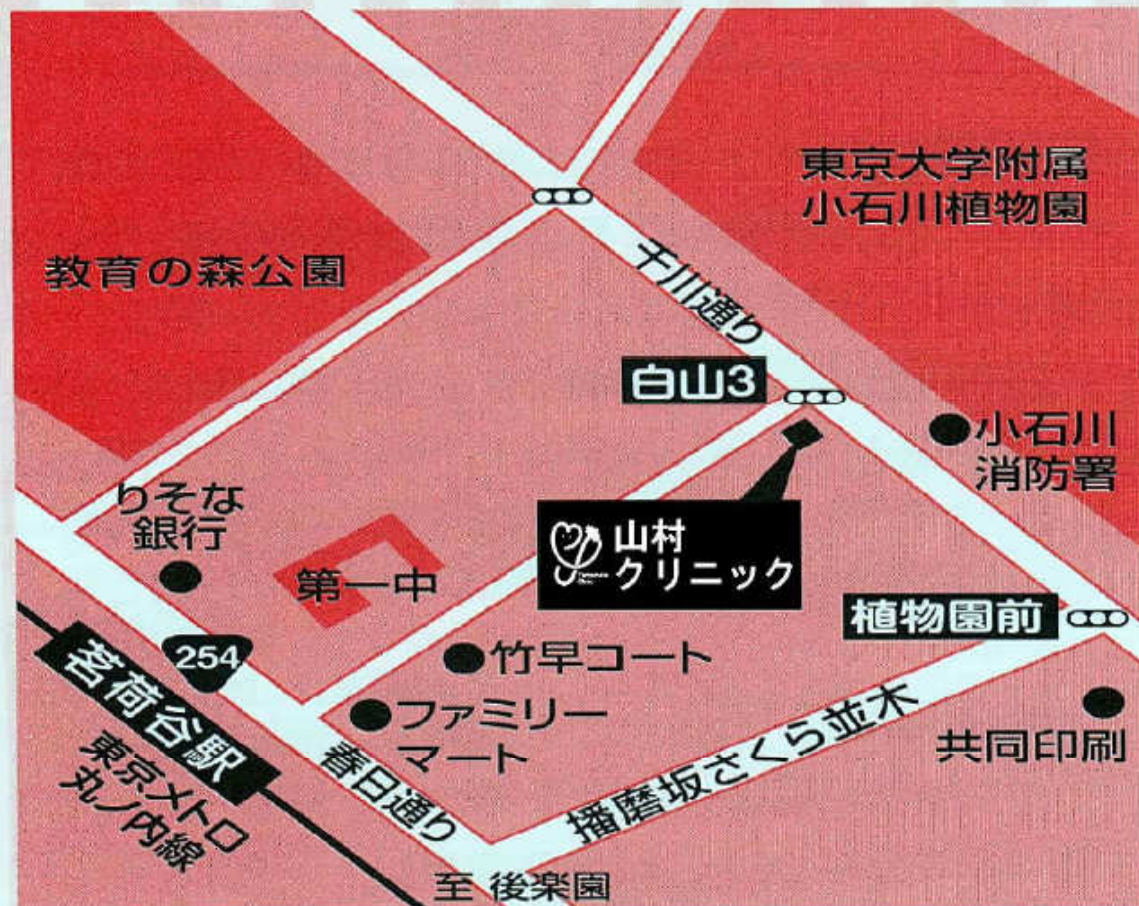 東京大学附属
小石川植物園
教育の森公園
千川通り
白山3
小石川
消防署
りそな
銀行
山村
クリニック
第一中
植物園前
254
竹早コート
茗荷谷駅
ファミリー
マート
共同印刷
東京メトロ
丸ノ内線
春日通り
播磨坂さくら並木
至 後楽園